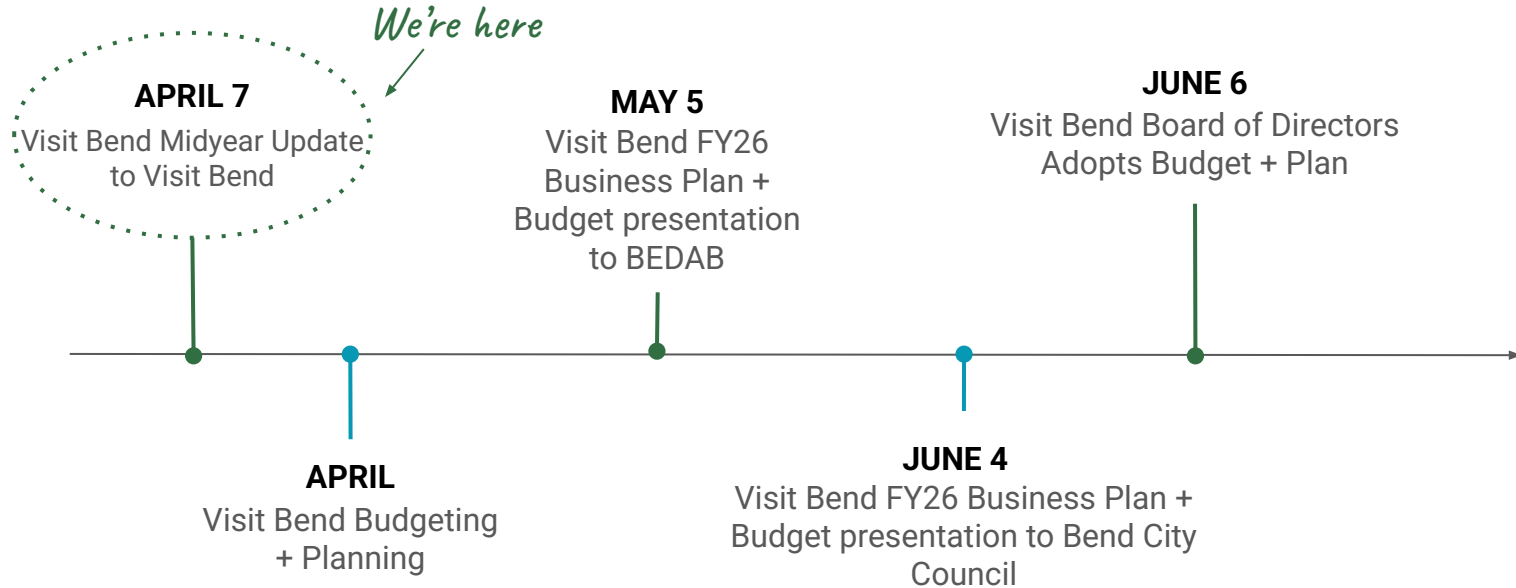 We're here
APRIL 7
Visit Bend Midyear Update
to Visit Bend
MAY 5
Visit Bend FY26
Business Plan +
Budget presentation
to BEDAB
JUNE 6
Visit Bend Board of Directors
Adopts Budget + Plan
APRIL
Visit Bend Budgeting
+ Planning
JUNE 4
Visit Bend FY26 Business Plan +
Budget presentation to Bend City
Council